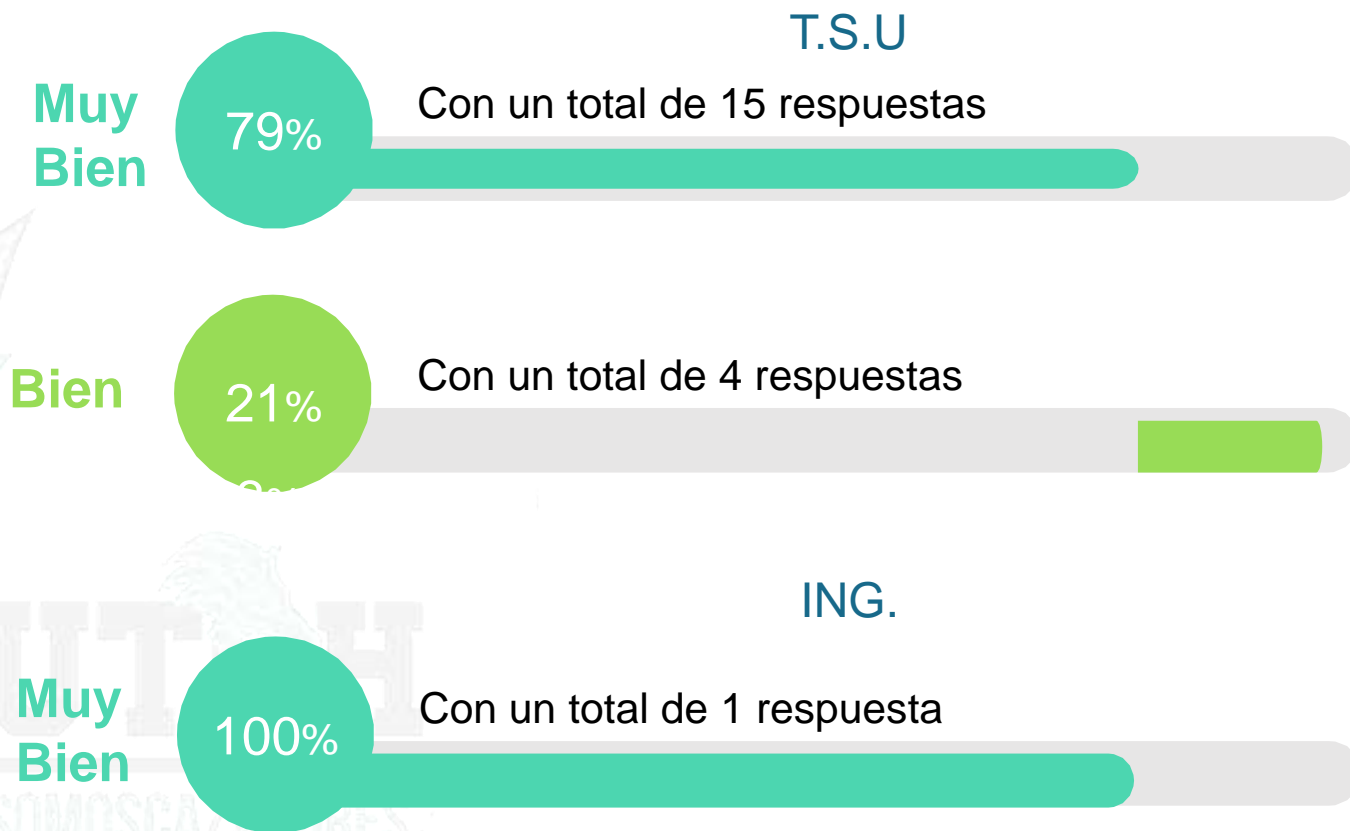 T.S.U
Muy
Bien
79%
Con un total de 15 respuestas
Bien
21%
Con un total de 4 respuestas
ING.
Muy
Bien
100%
Con un total de 1 respuesta
UT H